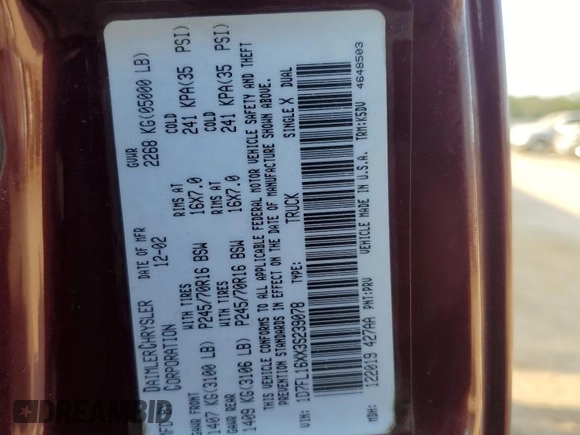 MFD
DAIMLERCHRYSLER CORPORATION
DATE OF MFR 12-02
GVWR 2268 KG(05000 LB)
GAWR FRONT WITH TIRES RIMS AT COLD
1407 KG(3100 LB) P245/70R16 BSW 16X7.0 241 KPA(35 PSI)
GAWR REAR WITH TIRES RIMS AT COLD
1409 KG(3106 LB) P245/70R16 BSW 16X7.0 241 KPA(35 PSI)
THIS VEHICLE CONFORMS TO ALL APPLICABLE FEDERAL MOTOR VEHICLE SAFETY AND THEFT
PREVENTION STANDARDS IN EFFECT ON THE DATE OF MANUFACTURE SHOWN ABOVE.
VIN: 1D7FL16XX3S239078 TYPE: TRUCK SINGLE X DUAL
MDH: 122019 427AA PNT:PRV VEHICLE MADE IN U.S.A. TRM:K5DV 4648503
DREAMBID